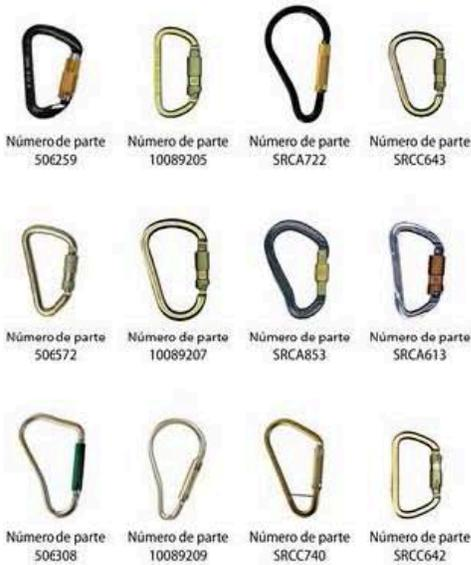 Número de parte
506259
Número de parte
10089205
Número de parte
SRCA722
Número de parte
SRCC643
Número de parte
506572
Número de parte
10089207
Número de parte
SRCA853
Número de parte
SRCA613
Número de parte
506308
Número de parte
10089209
Número de parte
SRCC740
Número de parte
SRCC642